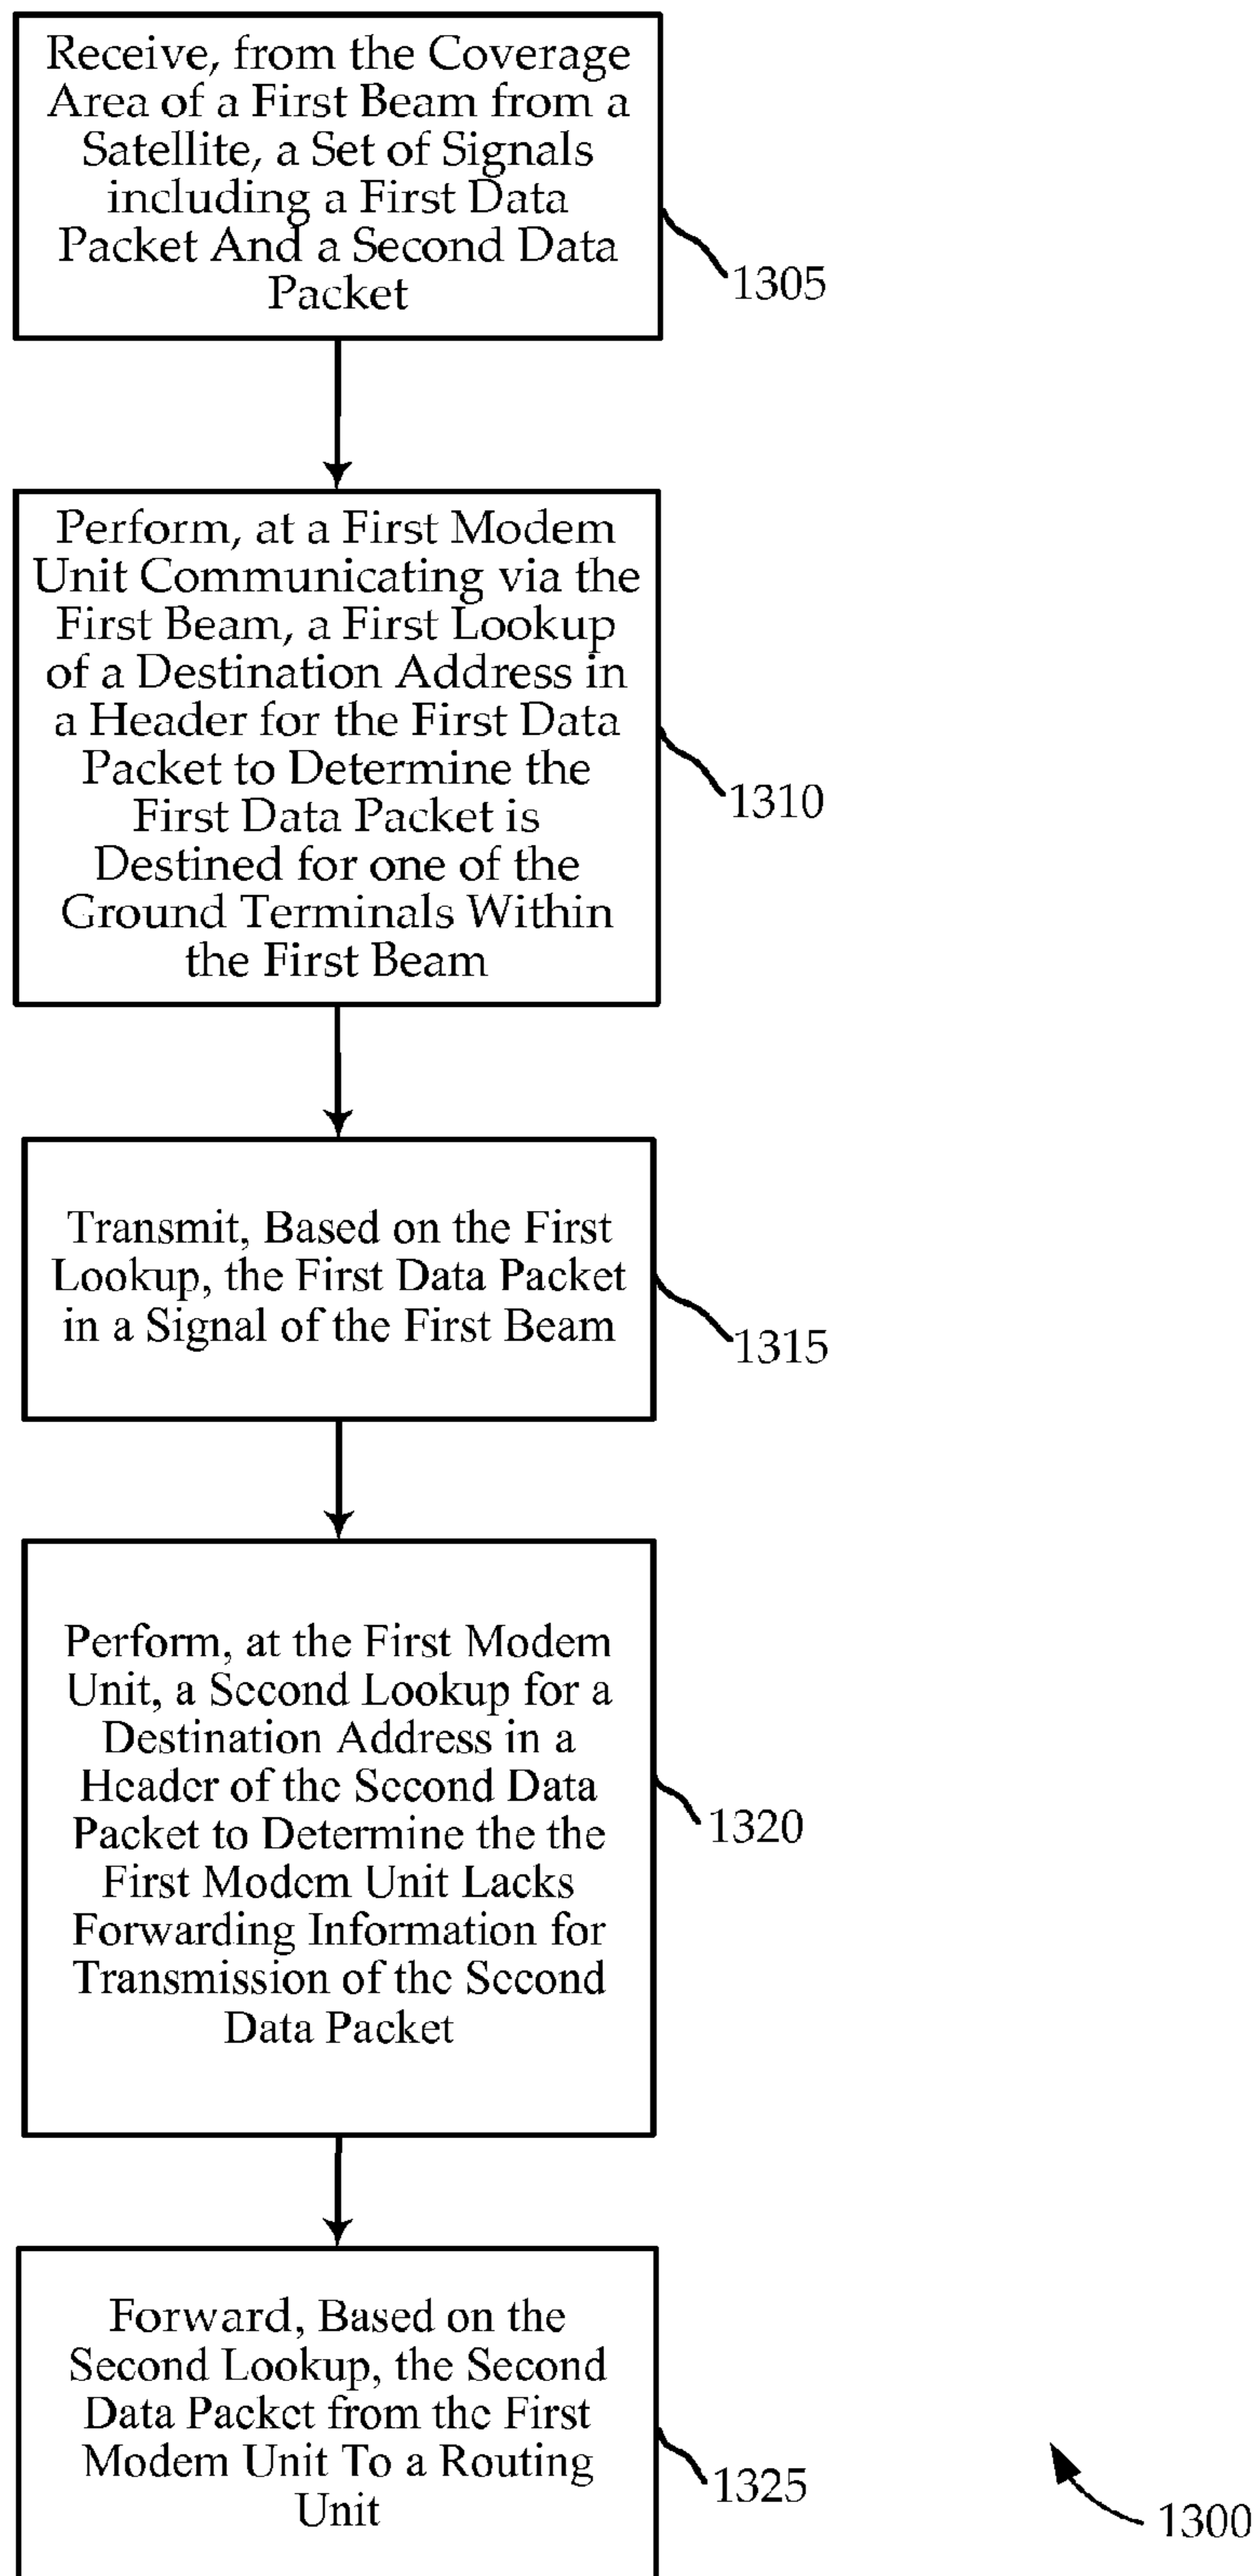 Receive, from the Coverage
Area of a First Beam from a
Satellite, a Set of Signals
including a First Data
Packet And a Second Data
Packet
1305
Perform, at a First Modem
Unit Communicating via the
First Beam, a First Lookup
of a Destination Address in
a Header for the First Data
Packet to Determine the
First Data Packet is
Destined for one of the
Ground Terminals Within
the First Beam
1310
Transmit, Based on the First
Lookup, the First Data Packet
in a Signal of the First Beam
1315
Perform, at the First Modem
Unit, a Second Lookup for a
Destination Address in a
Header of the Second Data
Packet to Determine the the
First Modem Unit Lacks
Forwarding Information for
Transmission of the Second
Data Packet
1320
Forward, Based on the
Second Lookup, the Second
Data Packet from the First
Modem Unit To a Routing
Unit
1325
1300